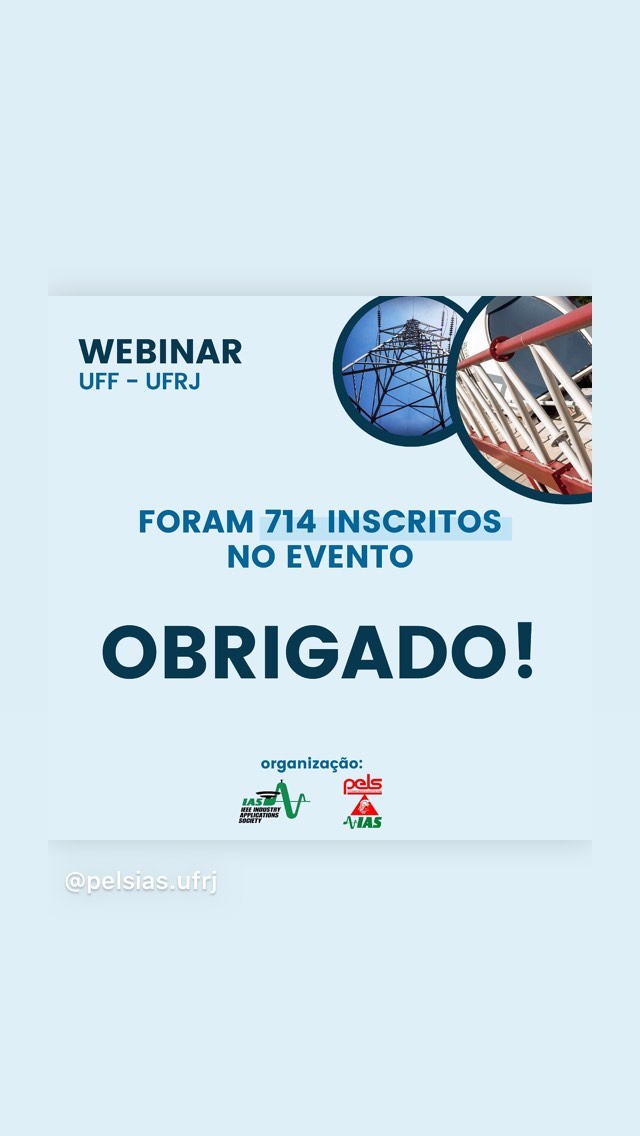 WEBINAR
UFF - UFRJ
FORAM 714 INSCRITOS
NO EVENTO
OBRIGADO!
organização:
IAS
IEEE INDUSTRY
APPLICATIONS
SOCIETY
pels
IAS
@pelsias.ufrj